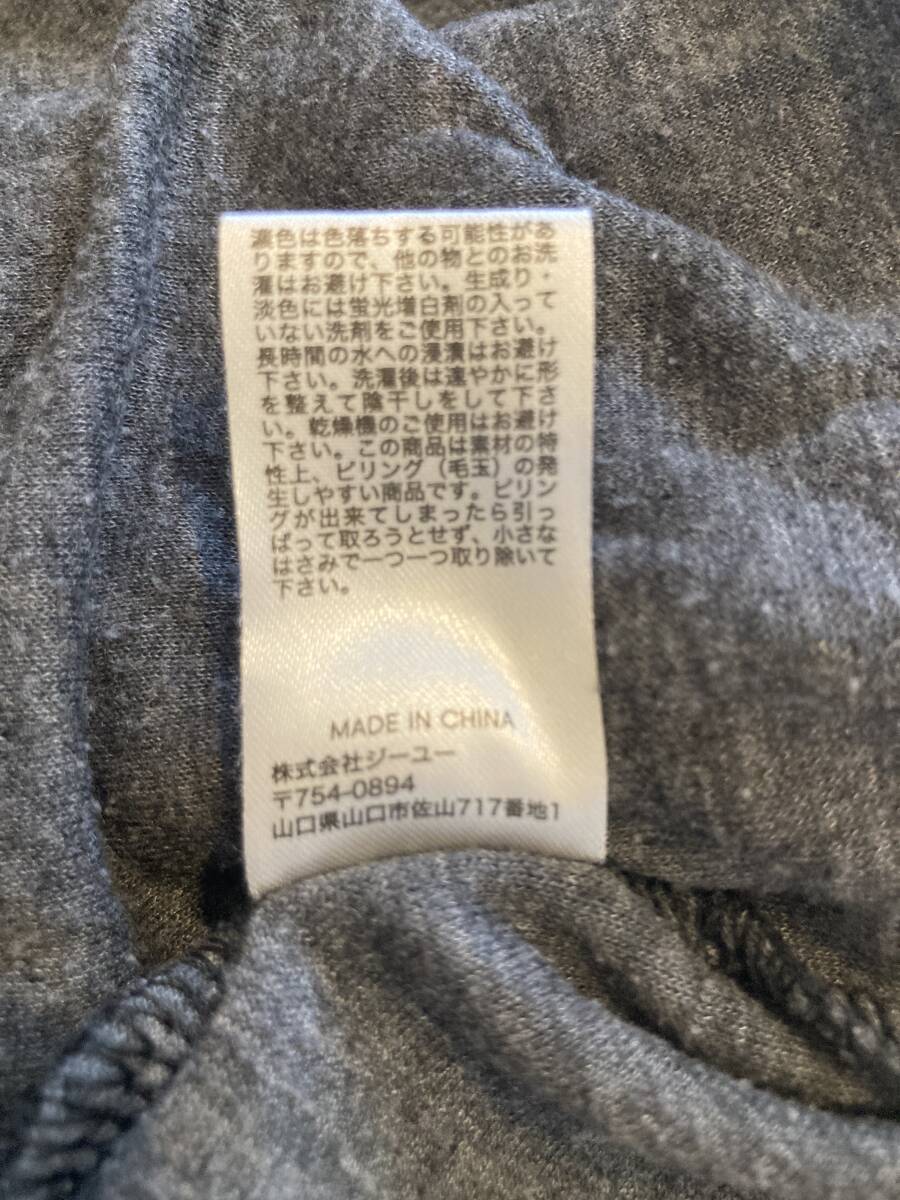 濃色は色落ちする可能性があ
りますので、他の物とのお洗
濯はお避け下さい。生成り・
淡色には蛍光増白剤の入って
いない洗剤をご使用下さい。
長時間の水への浸漬はお避け
下さい。洗濯後は速やかに形
を整えて陰干しをして下さ
い。乾燥機のご使用はお避け
下さい。この商品は素材の特
性上、ピリング（毛玉）の発
生しやすい商品です。ピリン
グが出来てしまったら引っ
ぱって取ろうとせず、小さな
はさみで一つ一つ取り除いて
下さい。
MADE IN CHINA
株式会社ジーユー
〒754-0894
山口県山口市佐山717番地1